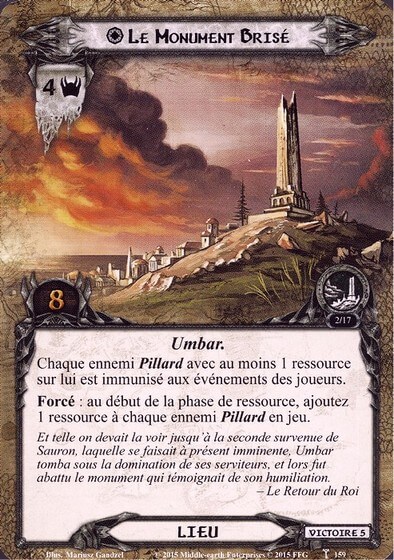 Le Monument Brisé
4
8
2/17
Umbar.
Chaque ennemi Pillard avec au moins 1 ressource
sur lui est immunisé aux événements des joueurs.
Forcé : au début de la phase de ressource, ajoutez
1 ressource à chaque ennemi Pillard en jeu.
Et telle on devait la voir jusqu'à la seconde survenue de
Sauron, laquelle se faisait à présent imminente, Umbar
tomba sous la domination de ses serviteurs, et lors fut
abattu le monument qui témoignait de son humiliation.
– Le Retour du Roi
LIEU
VICTOIRE 5
Illus. Mariusz Gandzel
© 2015 Middle-earth Enterprises © 2015 FFG
159